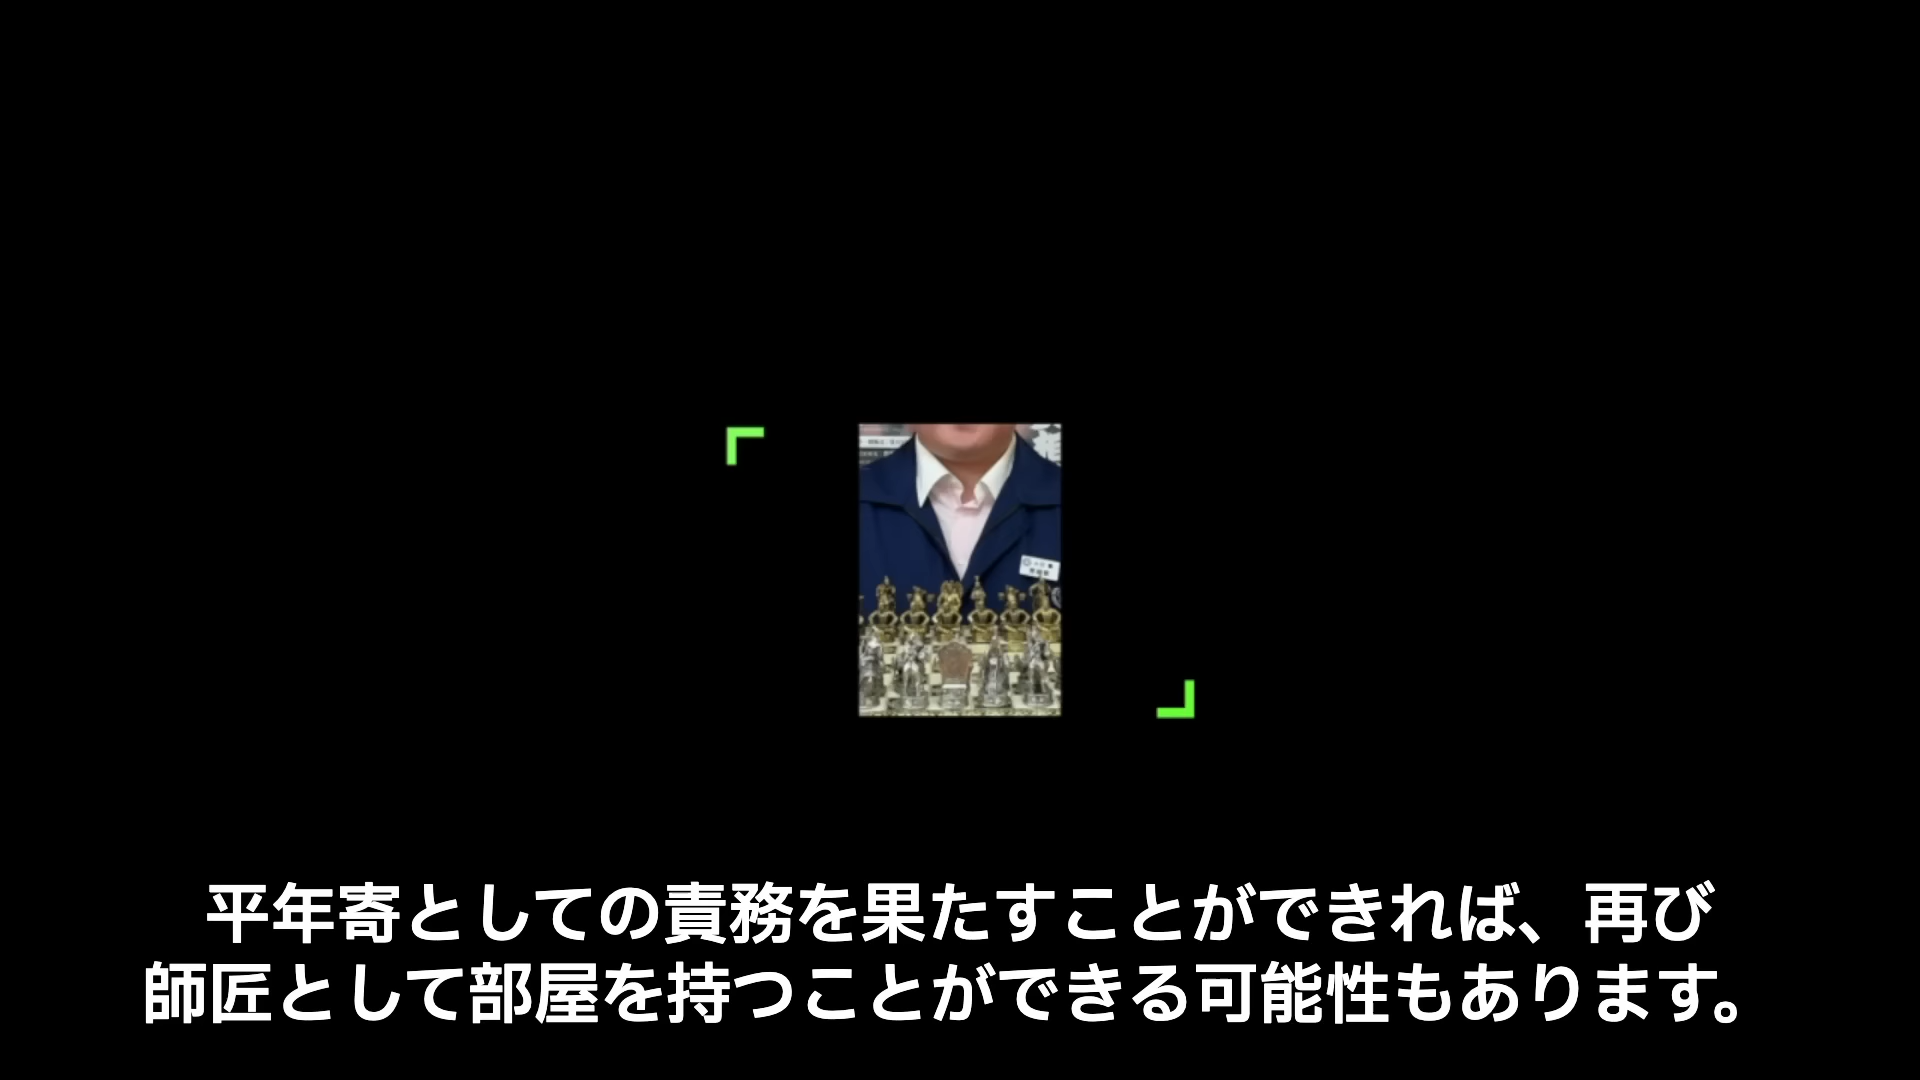 平年寄としての責務を果たすことができれば、再び
師匠として部屋を持つことができる可能性もあります。